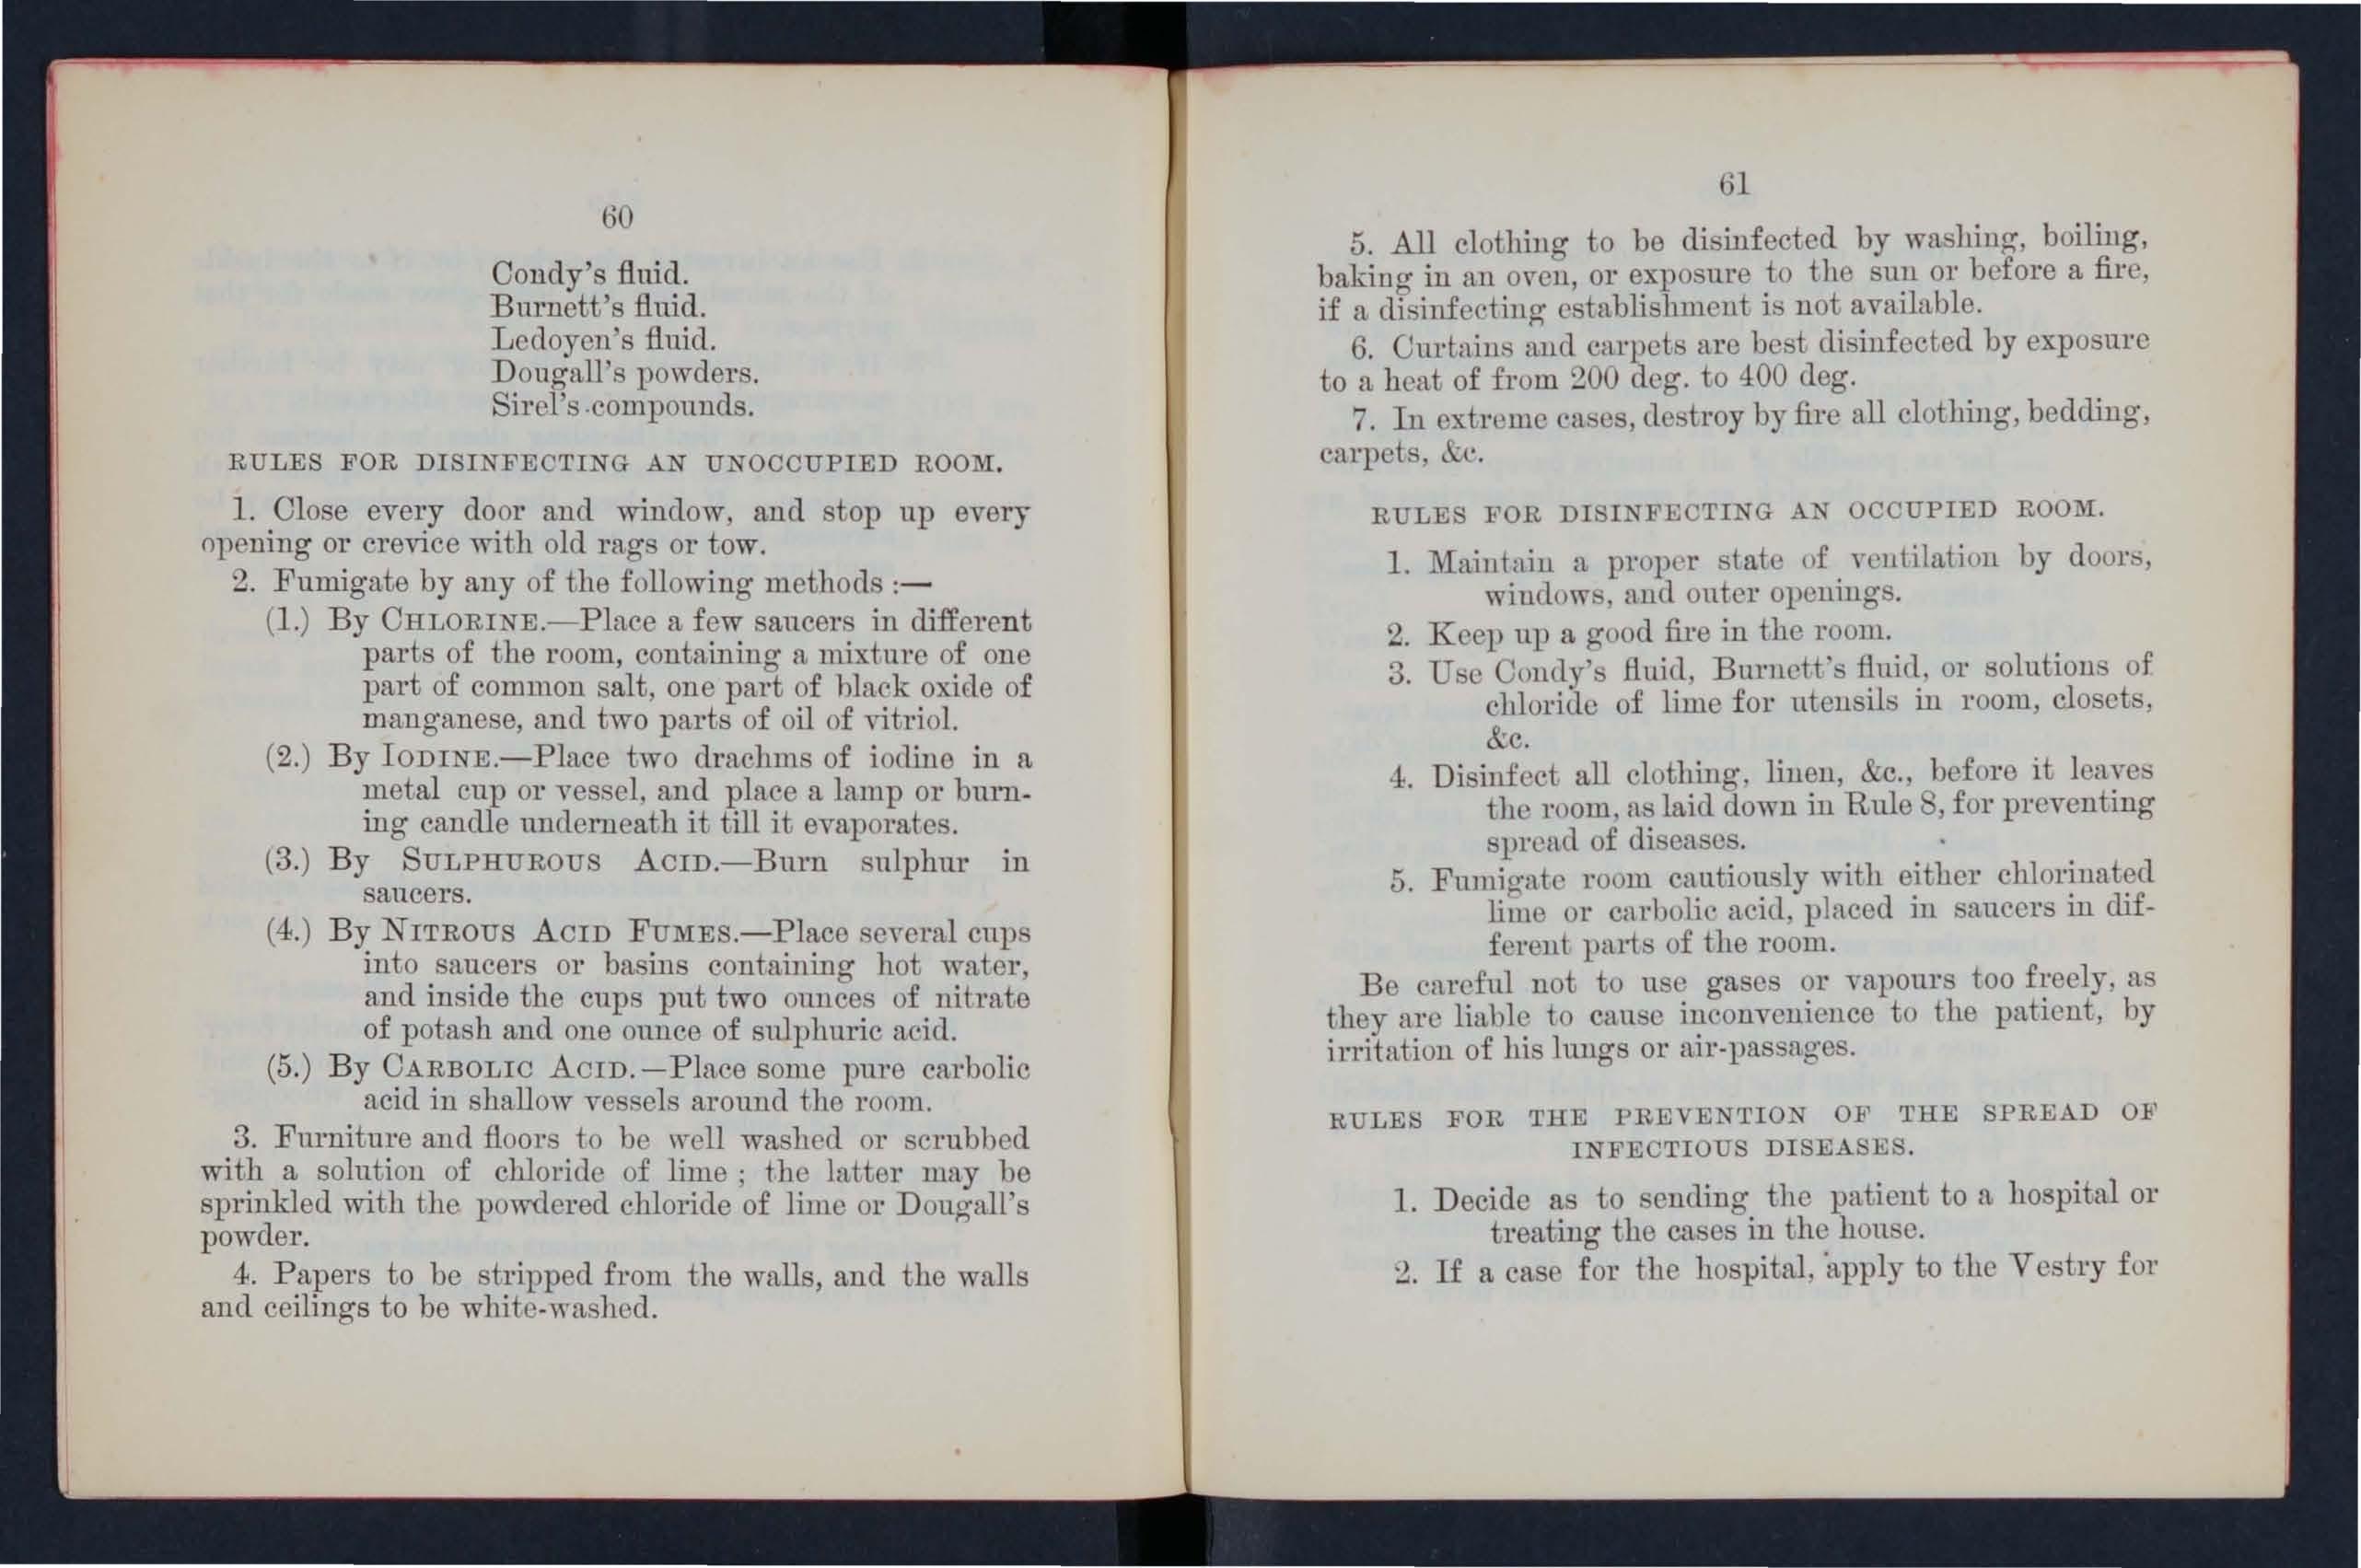 60
Condy's fluid.
Burnett's fluid.
Ledoyen's fluid.
Dougall's powders.
Sirel's compounds.
RULES FOR DISINFECTING AN UNOCCUPIED ROOM.
1. Close every door and window, and stop up every
opening or crevice with old rags or tow.
2. Fumigate by any of the following methods :—
(1.) By CHLORINE.—Place a few saucers in different
parts of the room, containing a mixture of one
part of common salt, one part of black oxide of
manganese, and two parts of oil of vitriol.
(2.) By IODINE.—Place two drachms of iodine in a
metal cup or vessel, and place a lamp or burn-
ing candle underneath it till it evaporates.
(3.) By SULPHUROUS ACID.—Burn sulphur in
saucers.
(4.) By NITROUS ACID FUMES.—Place several cups
into saucers or basins containing hot water,
and inside the cups put two ounces of nitrate
of potash and one ounce of sulphuric acid.
(5.) By CARBOLIC ACID.—Place some pure carbolic
acid in shallow vessels around the room.
3. Furniture and floors to be well washed or scrubbed
with a solution of chloride of lime ; the latter may be
sprinkled with the powdered chloride of lime or Dougall's
powder.
4. Papers to be stripped from the walls, and the walls
and ceilings to be white-washed.
61
5. All clothing to be disinfected by washing, boiling,
baking in an oven, or exposure to the sun or before a fire,
if a disinfecting establishment is not available.
6. Curtains and carpets are best disinfected by exposure
to a heat of from 200 deg. to 400 deg.
7. In extreme cases, destroy by fire all clothing, bedding,
carpets, &c.
RULES FOR DISINFECTING AN OCCUPIED ROOM.
1. Maintain a proper state of ventilation by doors,
windows, and outer openings.
2. Keep up a good fire in the room.
3. Use Condy's fluid, Burnett's fluid, or solutions of
chloride of lime for utensils in room, closets,
&c.
4. Disinfect all clothing, linen, &c., before it leaves
the room, as laid down in Rule 8, for preventing
spread of diseases.
5. Fumigate room cautiously with either chlorinated
lime or carbolic acid, placed in saucers in dif-
ferent parts of the room.
Be careful not to use gases or vapours too freely, as
they are liable to cause inconvenience to the patient, by
irritation of his lungs or air-passages.
RULES FOR THE PREVENTION OF THE SPREAD OF
INFECTIOUS DISEASES.
1. Decide as to sending the patient to a hospital or
treating the cases in the house.
2. If a case for the hospital, apply to the Vestry for